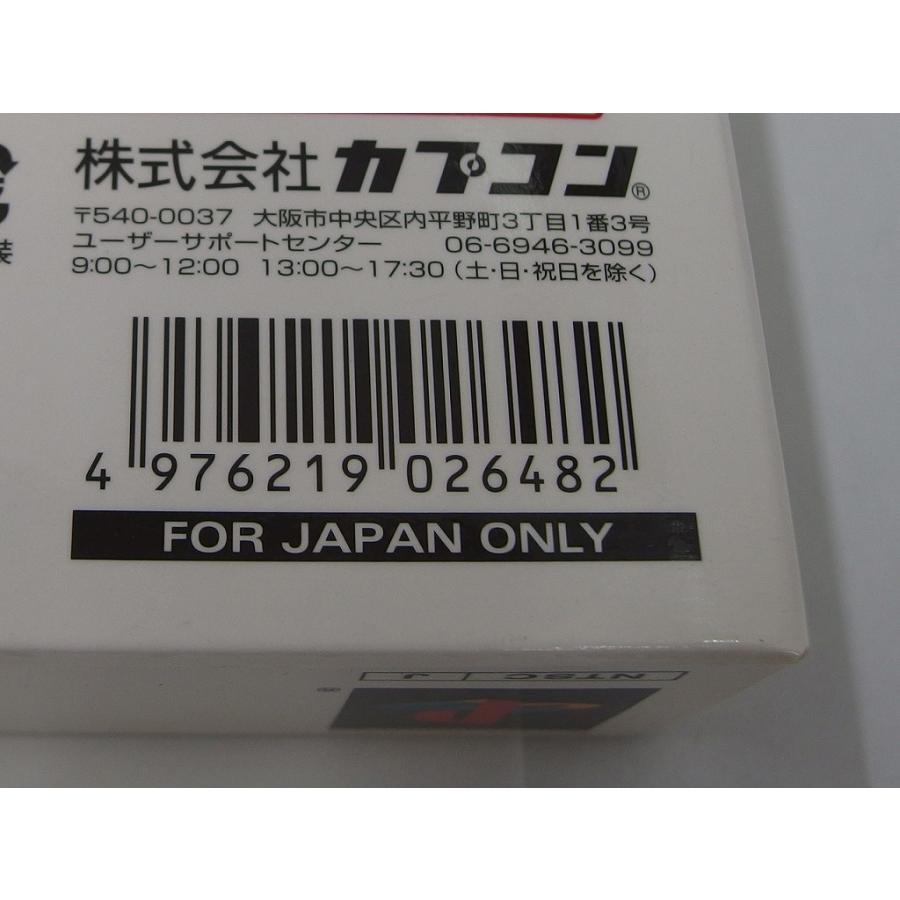 株式会社カプコン®
〒540-0037 大阪市中央区内平野町3丁目1番3号
ユーザーサポートセンター 06-6946-3099
9:00〜12:00 13:00〜17:30(土・日・祝日を除く)
装
4 976219 026482
FOR JAPAN ONLY
NTSC J
®